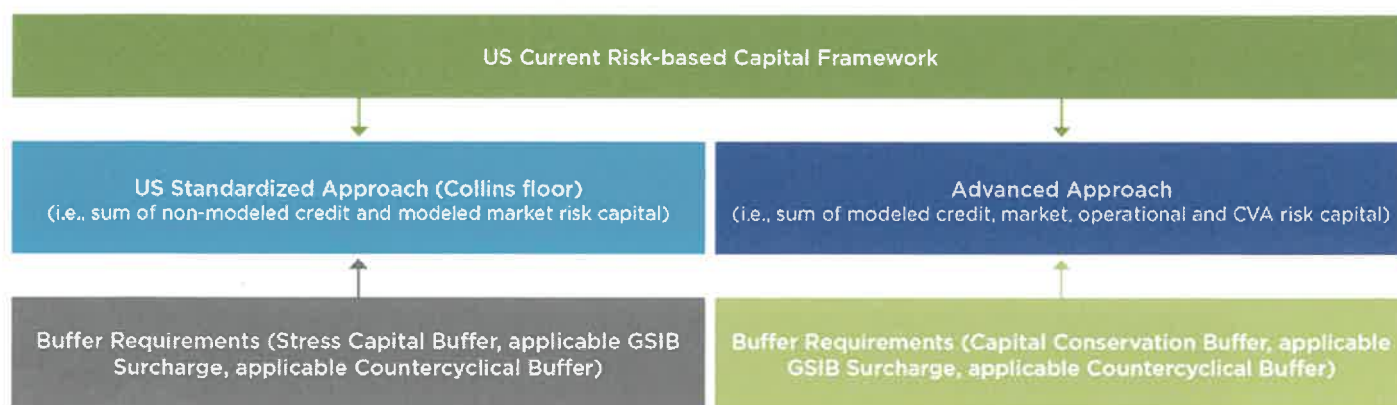 US Current Risk-based Capital Framework
US Standardized Approach (Collins floor)
(i.e., sum of non-modeled credit and modeled market risk capital)
Advanced Approach
(i.e., sum of modeled credit, market, operational and CVA risk capital)
Buffer Requirements (Stress Capital Buffer, applicable GSIB
Surcharge, applicable Countercyclical Buffer)
Buffer Requirements (Capital Conservation Buffer, applicable
GSIB Surcharge, applicable Countercyclical Buffer)